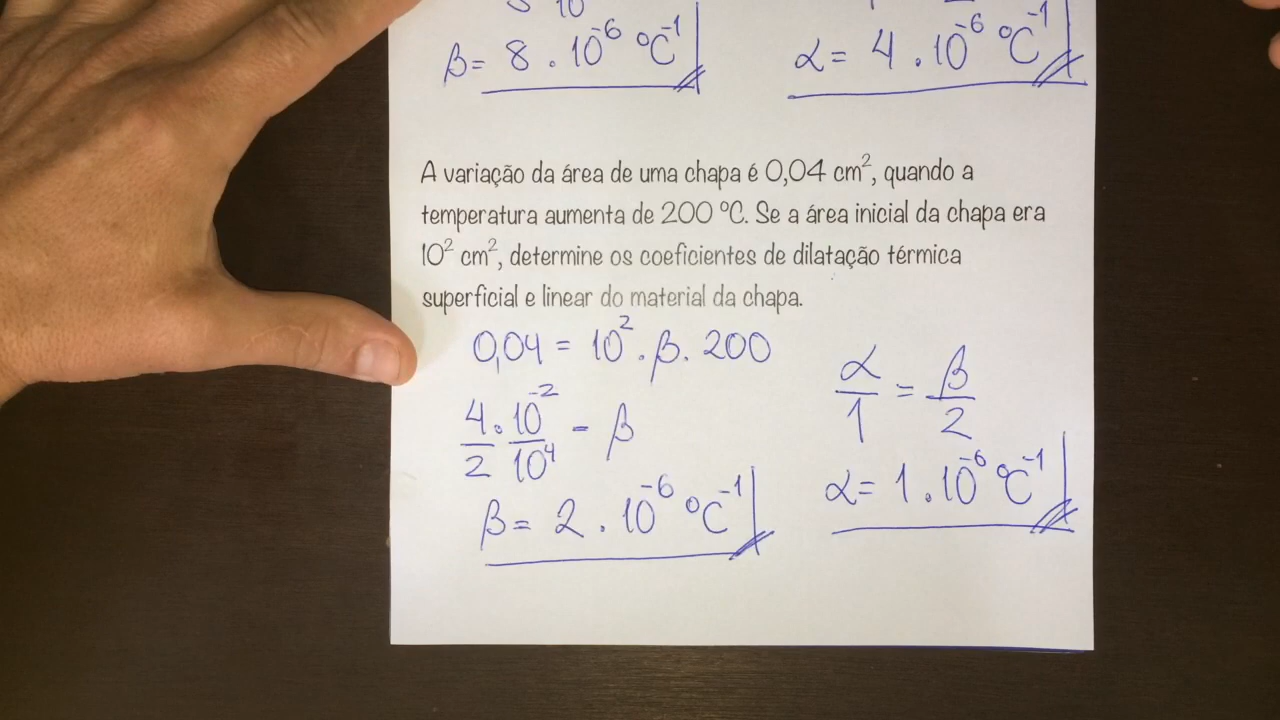 β = 8 . 10⁻⁶ °C⁻¹
α = 4 . 10⁻⁶ °C⁻¹
A variação da área de uma chapa é 0,04 cm², quando a
temperatura aumenta de 200 °C. Se a área inicial da chapa era
10² cm², determine os coeficientes de dilatação térmica
superficial e linear do material da chapa.
0,04 = 10² . β . 200
4/2 . 10⁻²/10⁴ = β
β = 2 . 10⁻⁶ °C⁻¹
α/1 = β/2
α = 1 . 10⁻⁶ °C⁻¹